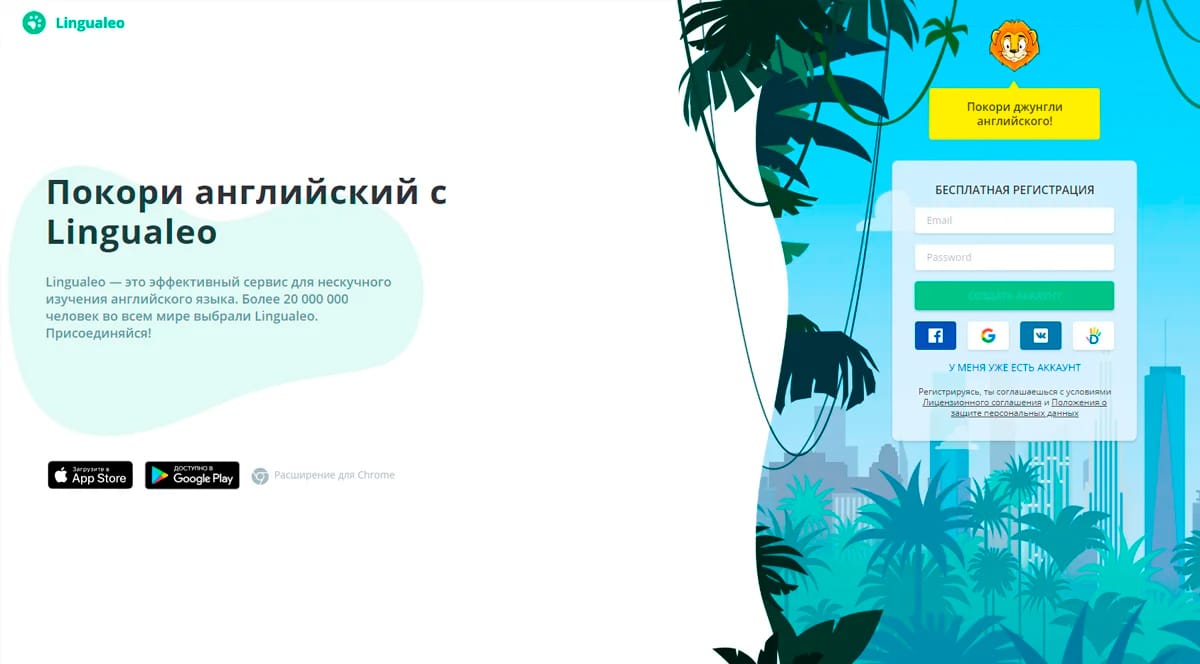 Lingualeo
Покори английский с
Lingualeo
Lingualeo — это эффективный сервис для нескучного
изучения английского языка. Более 20 000 000
человек во всем мире выбрали Lingualeo.
Присоединяйся!
Загрузите в
App Store
ДОСТУПНО В
Google Play
Расширение для Chrome
Покори джунгли
английского!
БЕСПЛАТНАЯ РЕГИСТРАЦИЯ
Email
Password
СОЗДАТЬ АККАУНТ
У МЕНЯ УЖЕ ЕСТЬ АККАУНТ
Регистрируясь, ты соглашаешься с условиями
Лицензионного соглашения и Положения о
защите персональных данных